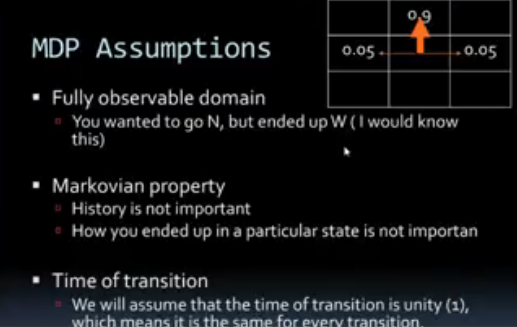 0.9
MDP Assumptions
0.05
0.05
▪ Fully observable domain
▫ You wanted to go N, but ended up W ( I would know
this)
▪ Markovian property
▫ History is not important
▫ How you ended up in a particular state is not importan
▪ Time of transition
▫ We will assume that the time of transition is unity (1),
which means it is the same for every transition.